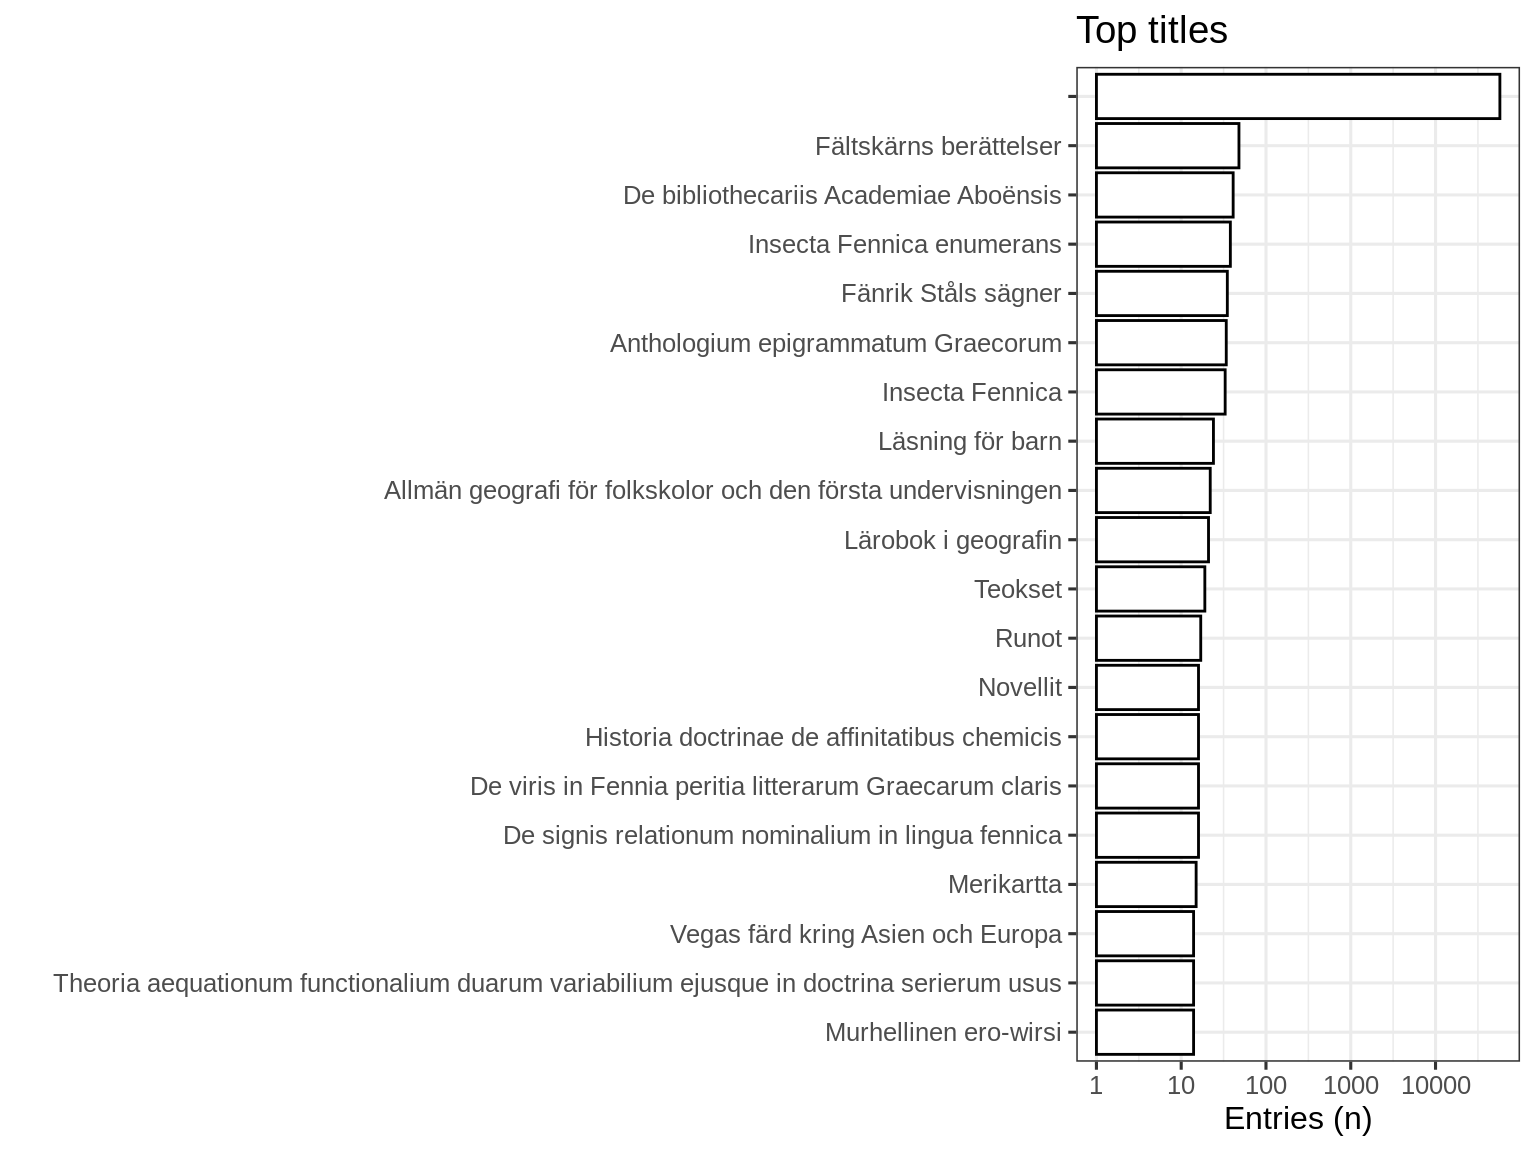 Top titles
Fältskärns berättelser
De bibliothecariis Academiae Aboënsis
Insecta Fennica enumerans
Fänrik Ståls sägner
Anthologium epigrammatum Graecorum
Insecta Fennica
Läsning för barn
Allmän geografi för folkskolor och den första undervisningen
Lärobok i geografin
Teokset
Runot
Novellit
Historia doctrinae de affinitatibus chemicis
De viris in Fennia peritia litterarum Graecarum claris
De signis relationum nominalium in lingua fennica
Merikartta
Vegas färd kring Asien och Europa
Theoria aequationum functionalium duarum variabilium ejusque in doctrina serierum usus
Murhellinen ero-wirsi
1 10 100 1000 10000
Entries (n)